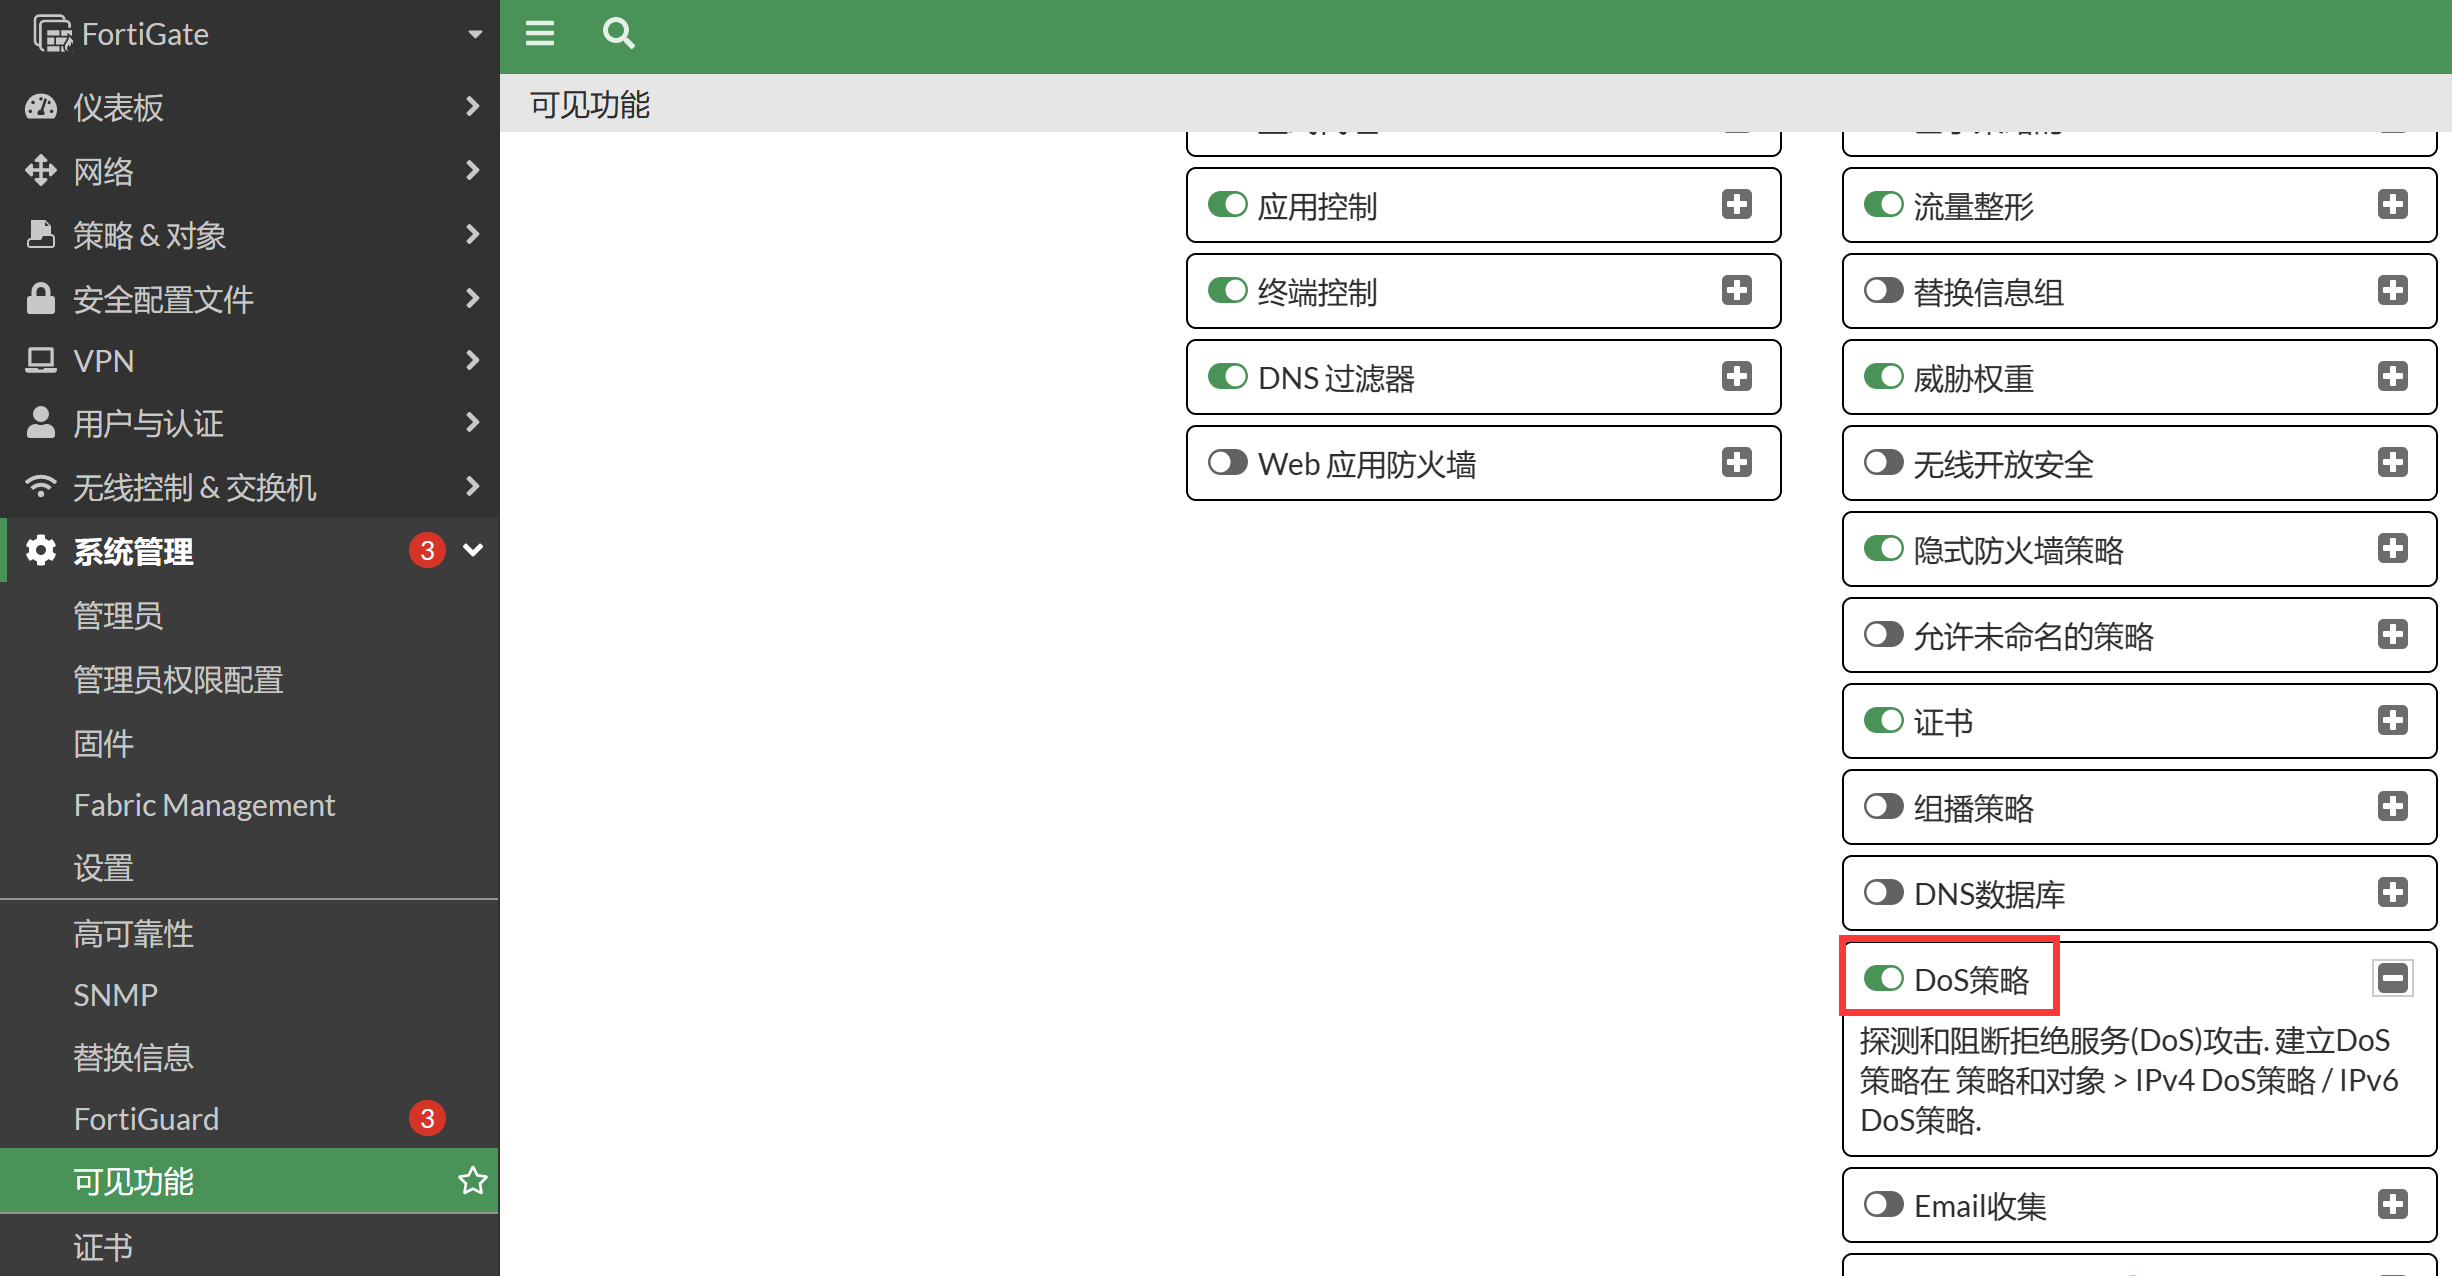 FortiGate
仪表板
网络
策略 & 对象
安全配置文件
VPN
用户与认证
无线控制 & 交换机
系统管理 3
管理员
管理员权限配置
固件
Fabric Management
设置
高可靠性
SNMP
替换信息
FortiGuard 3
可见功能
证书
可见功能
应用控制
终端控制
DNS 过滤器
Web 应用防火墙
流量整形
替换信息组
威胁权重
无线开放安全
隐式防火墙策略
允许未命名的策略
证书
组播策略
DNS数据库
DoS策略
探测和阻断拒绝服务(DoS)攻击. 建立DoS
策略在 策略和对象 > IPv4 DoS策略 / IPv6
DoS策略.
Email收集